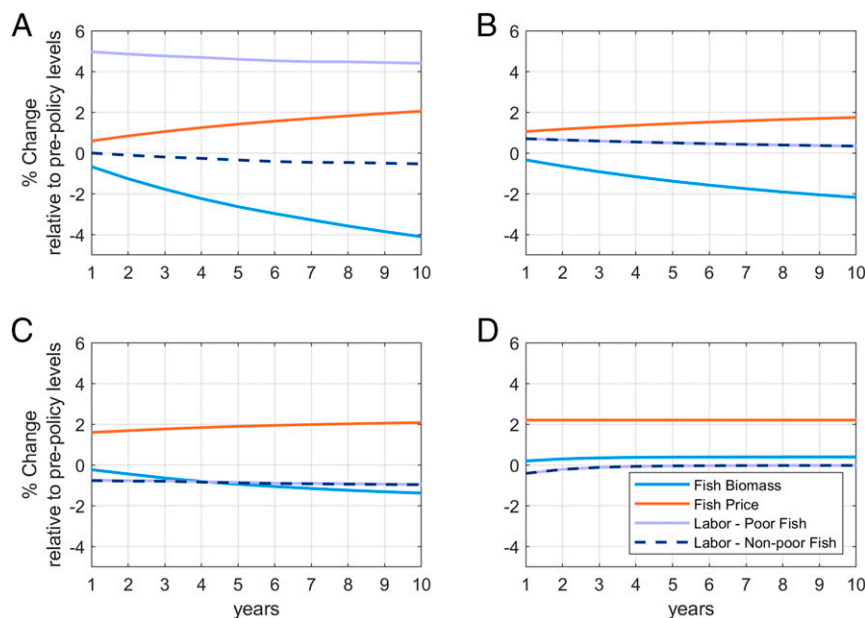 A
B
% Change
relative to pre-policy levels
6
4
2
0
-2
-4
1 2 3 4 5 6 7 8 9 10
6
4
2
0
-2
-4
1 2 3 4 5 6 7 8 9 10
C
D
% Change
relative to pre-policy levels
6
4
2
0
-2
-4
1 2 3 4 5 6 7 8 9 10
years
6
4
2
0
-2
-4
Fish Biomass
Fish Price
Labor - Poor Fish
Labor - Non-poor Fish
1 2 3 4 5 6 7 8 9 10
years